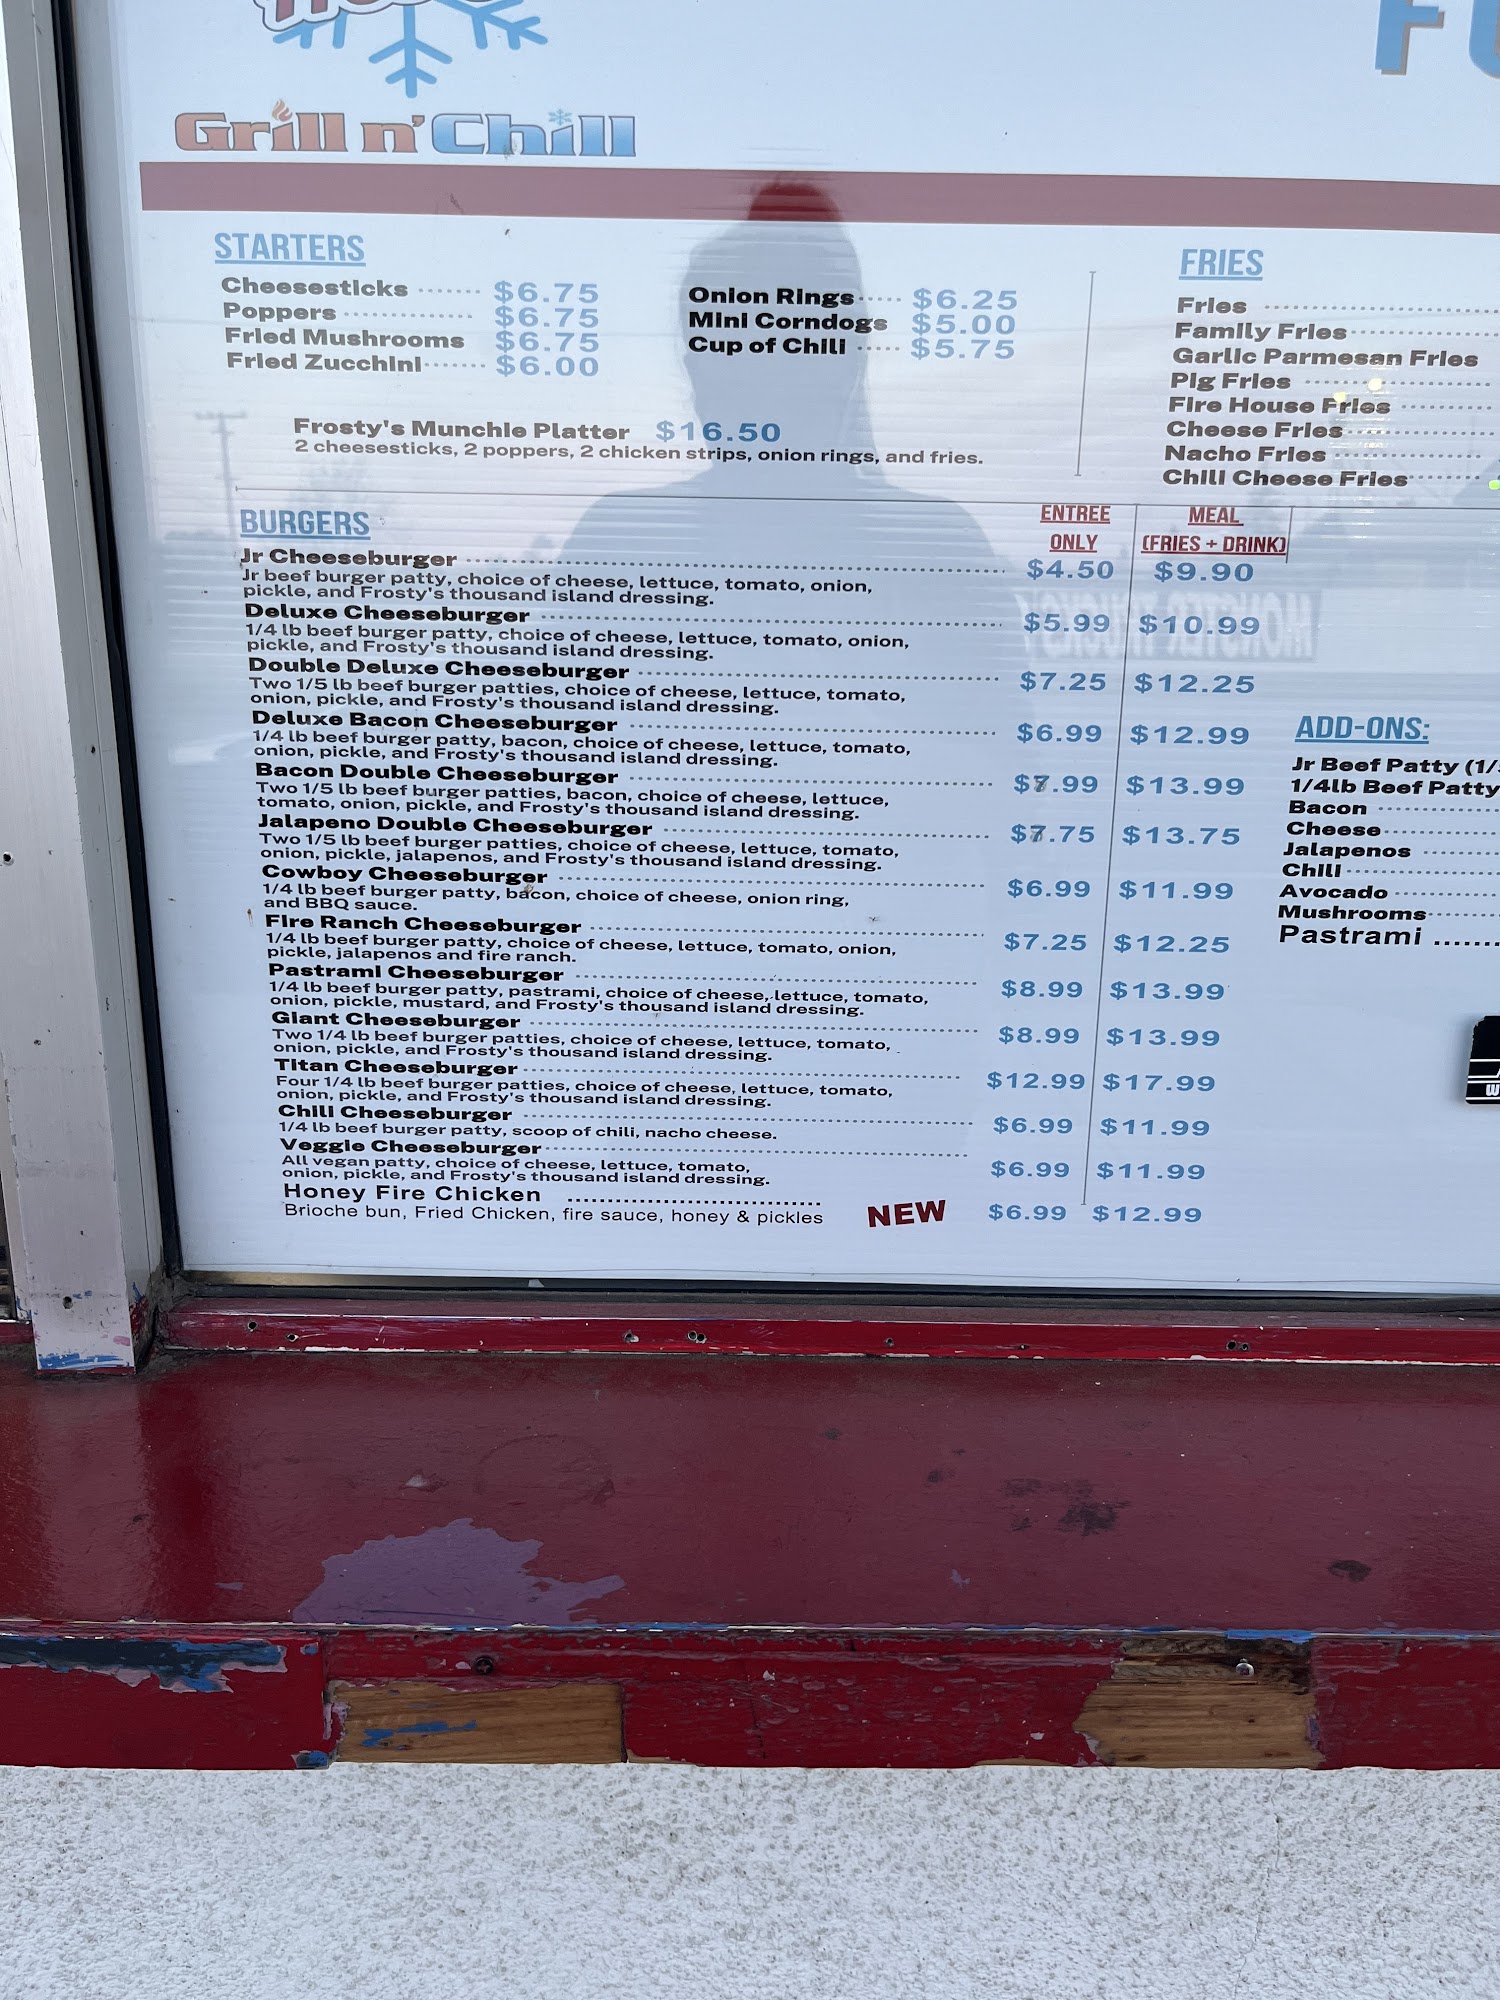 Grill n' Chill
STARTERS
Cheesesticks ....... $6.75
Poppers ............. $6.75
Fried Mushrooms $6.75
Fried Zucchini ....... $6.00
Onion Rings ..... $6.25
Mini Corndogs $5.00
Cup of Chili ..... $5.75
Frosty's Munchie Platter $16.50
2 cheesesticks, 2 poppers, 2 chicken strips, onion rings, and fries.
FRIES
Fries
Family Fries
Garlic Parmesan Fries
Pig Fries
Fire House Fries
Cheese Fries
Nacho Fries
Chili Cheese Fries
BURGERS
ENTREE
ONLY
MEAL
(FRIES + DRINK)
Jr Cheeseburger $4.50 $9.90
Jr beef burger patty, choice of cheese, lettuce, tomato, onion,
pickle, and Frosty's thousand island dressing.
Deluxe Cheeseburger $5.99 $10.99
1/4 lb beef burger patty, choice of cheese, lettuce, tomato, onion,
pickle, and Frosty's thousand island dressing.
Double Deluxe Cheeseburger $7.25 $12.25
Two 1/5 lb beef burger patties, choice of cheese, lettuce, tomato,
onion, pickle, and Frosty's thousand island dressing.
Deluxe Bacon Cheeseburger $6.99 $12.99
1/4 lb beef burger patty, bacon, choice of cheese, lettuce, tomato,
onion, pickle, and Frosty's thousand island dressing.
Bacon Double Cheeseburger $13.99
Two 1/5 lb beef burger patties, bacon, choice of cheese, lettuce,
tomato, onion, pickle, and Frosty's thousand island dressing.
Jalapeno Double Cheeseburger $13.75
Two 1/5 lb beef burger patties, choice of cheese, lettuce, tomato,
onion, pickle, jalapenos, and Frosty's thousand island dressing.
Cowboy Cheeseburger $6.99 $11.99
1/4 lb beef burger patty, bacon, choice of cheese, onion ring,
and BBQ sauce.
Fire Ranch Cheeseburger $7.25 $12.25
1/4 lb beef burger patty, choice of cheese, lettuce, tomato, onion,
pickle, jalapenos and fire ranch.
Pastrami Cheeseburger $8.99 $13.99
1/4 lb beef burger patty, pastrami, choice of cheese, lettuce, tomato,
onion, pickle, mustard, and Frosty's thousand island dressing.
Giant Cheeseburger $8.99 $13.99
Two 1/4 lb beef burger patties, choice of cheese, lettuce, tomato,
onion, pickle, and Frosty's thousand island dressing.
Titan Cheeseburger $12.99 $17.99
Four 1/4 lb beef burger patties, choice of cheese, lettuce, tomato,
onion, pickle, and Frosty's thousand island dressing.
Chili Cheeseburger $6.99 $11.99
1/4 lb beef burger patty, scoop of chili, nacho cheese.
Veggie Cheeseburger $6.99 $11.99
All vegan patty, choice of cheese, lettuce, tomato,
onion, pickle, and Frosty's thousand island dressing.
Honey Fire Chicken NEW $6.99 $12.99
Brioche bun, Fried Chicken, fire sauce, honey & pickles
ADD-ONS:
Jr Beef Patty (1/
1/4lb Beef Patty
Bacon
Cheese
Jalapenos
Chili
Avocado
Mushrooms
Pastrami